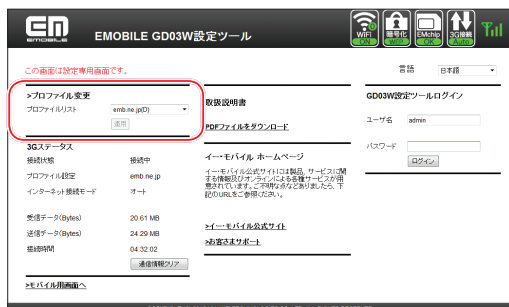 EMOBILE
EMOBILE GD03W設定ツール
WiFi
ON
暗号化
WEP
EMchip
OK
3G接続
Auto
この画面は設定専用画面です。
言語
日本語
>プロファイル変更
プロファイルリスト
emb.ne.jp(D)
適用
3Gステータス
接続状態
接続中
プロファイル設定
emb.ne.jp
インターネット接続モード
オート
受信データ(Bytes)
20.61 MB
送信データ(Bytes)
24.29 MB
接続時間
04:32:02
通信情報クリア
>モバイル用画面へ
取扱説明書
PDFファイルをダウンロード
イー・モバイル ホームページ
イー・モバイル公式サイトには製品、サービスに関
する情報及びオンラインによる各種サービスが用
意されています。ご不明な点などありましたら、下
記のURLをご参照ください。
>イー・モバイル公式サイト
>お客さまサポート
GD03W設定ツールログイン
ユーザ名
admin
パスワード
ログイン